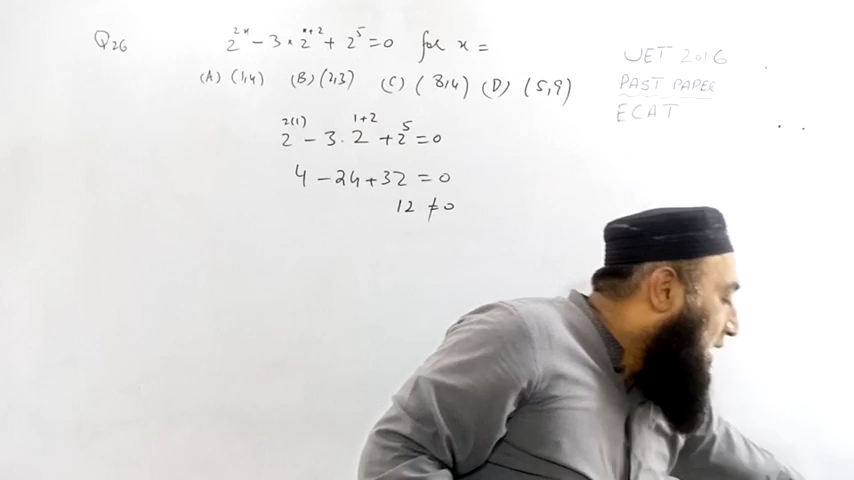 Q26 2^2x - 3 × 2^x+2 + 2^5 = 0 for x =
(A) (1,4) (B) (2,3) (C) (3,4) (D) (5,9)
2^2(1) - 3 · 2^1+2 + 2^5 = 0
4 - 24 + 32 = 0
12 ≠ 0
UET 2016
PAST PAPER
ECAT